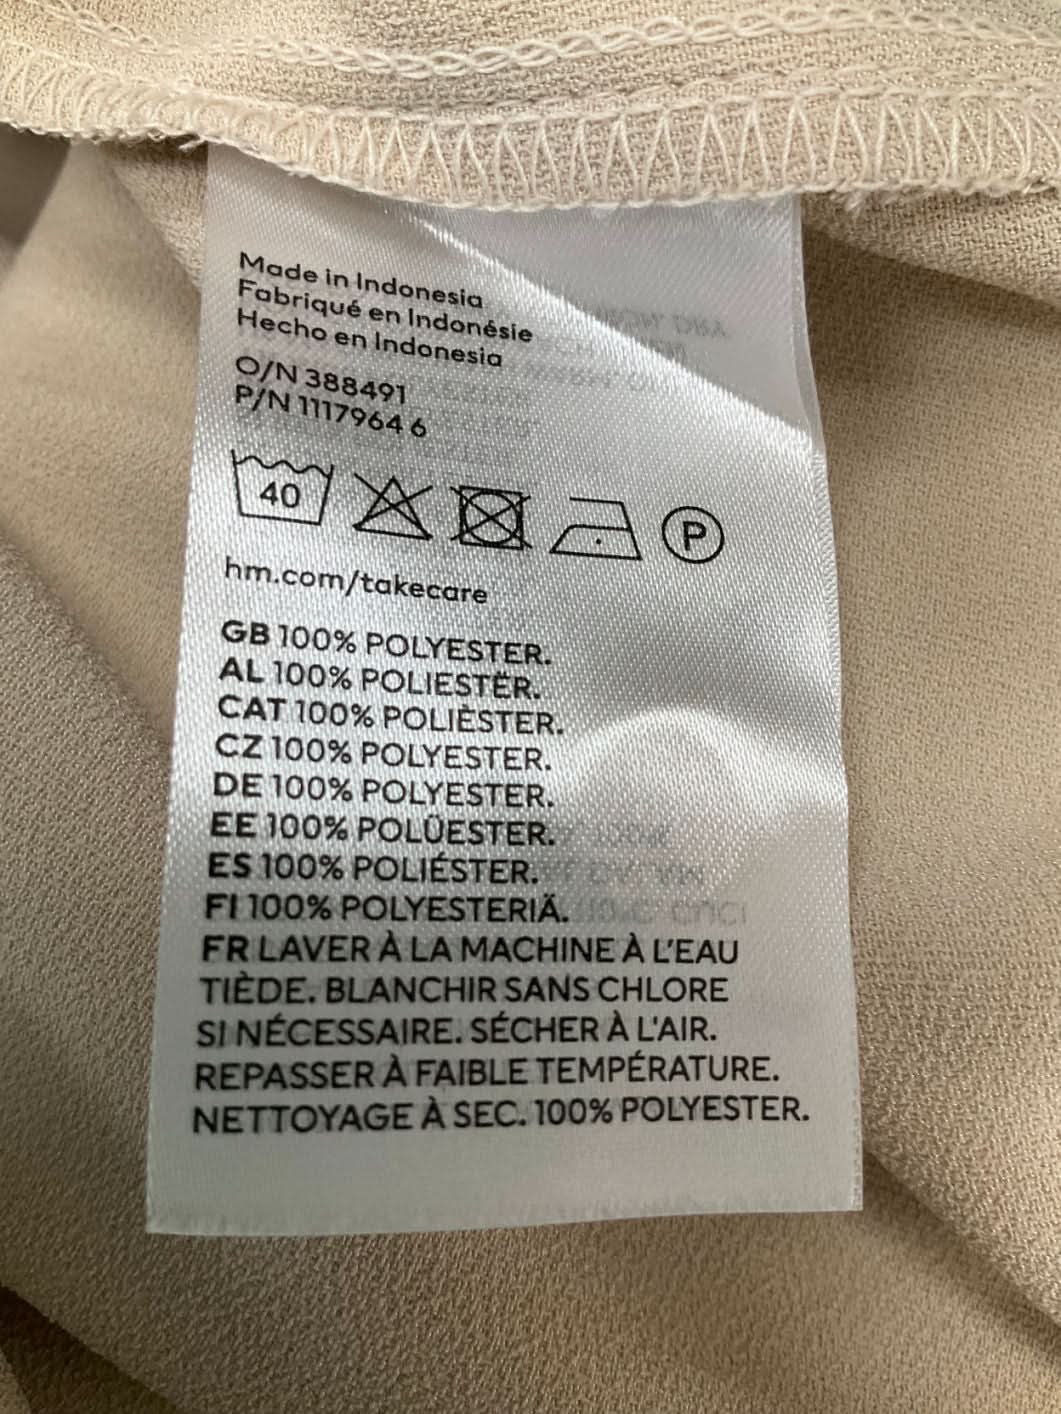 Made in Indonesia
Fabriqué en Indonésie
Hecho en Indonesia
O/N 388491
P/N 1117964 6
40
P
hm.com/takecare
GB 100% POLYESTER.
AL 100% POLIESTËR.
CAT 100% POLIÈSTER.
CZ 100% POLYESTER.
DE 100% POLYESTER.
EE 100% POLÜESTER.
ES 100% POLIÉSTER.
FI 100% POLYESTERIÄ.
FR LAVER À LA MACHINE À L'EAU
TIÈDE. BLANCHIR SANS CHLORE
SI NÉCESSAIRE. SÉCHER À L'AIR.
REPASSER À FAIBLE TEMPÉRATURE.
NETTOYAGE À SEC. 100% POLYESTER.